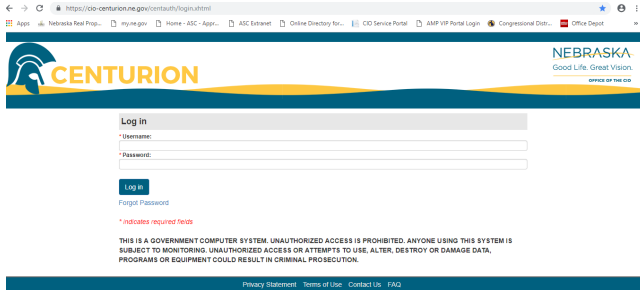 https://cio-centurion.ne.gov/centauth/login.xhtml
Apps Nebraska Real Prop... my.ne.gov Home - ASC - Appr... ASC Extranet Online Directory for... CIO Service Portal AMP VIP Portal Login Congressional Distr... Office Depot »
NEBRASKA
Good Life. Great Vision.
OFFICE OF THE CIO
CENTURION
Log in
* Username:
* Password:
Log in
Forgot Password
* indicates required fields
THIS IS A GOVERNMENT COMPUTER SYSTEM. UNAUTHORIZED ACCESS IS PROHIBITED. ANYONE USING THIS SYSTEM IS
SUBJECT TO MONITORING. UNAUTHORIZED ACCESS OR ATTEMPTS TO USE, ALTER, DESTROY OR DAMAGE DATA,
PROGRAMS OR EQUIPMENT COULD RESULT IN CRIMINAL PROSECUTION.
Privacy Statement Terms of Use Contact Us FAQ